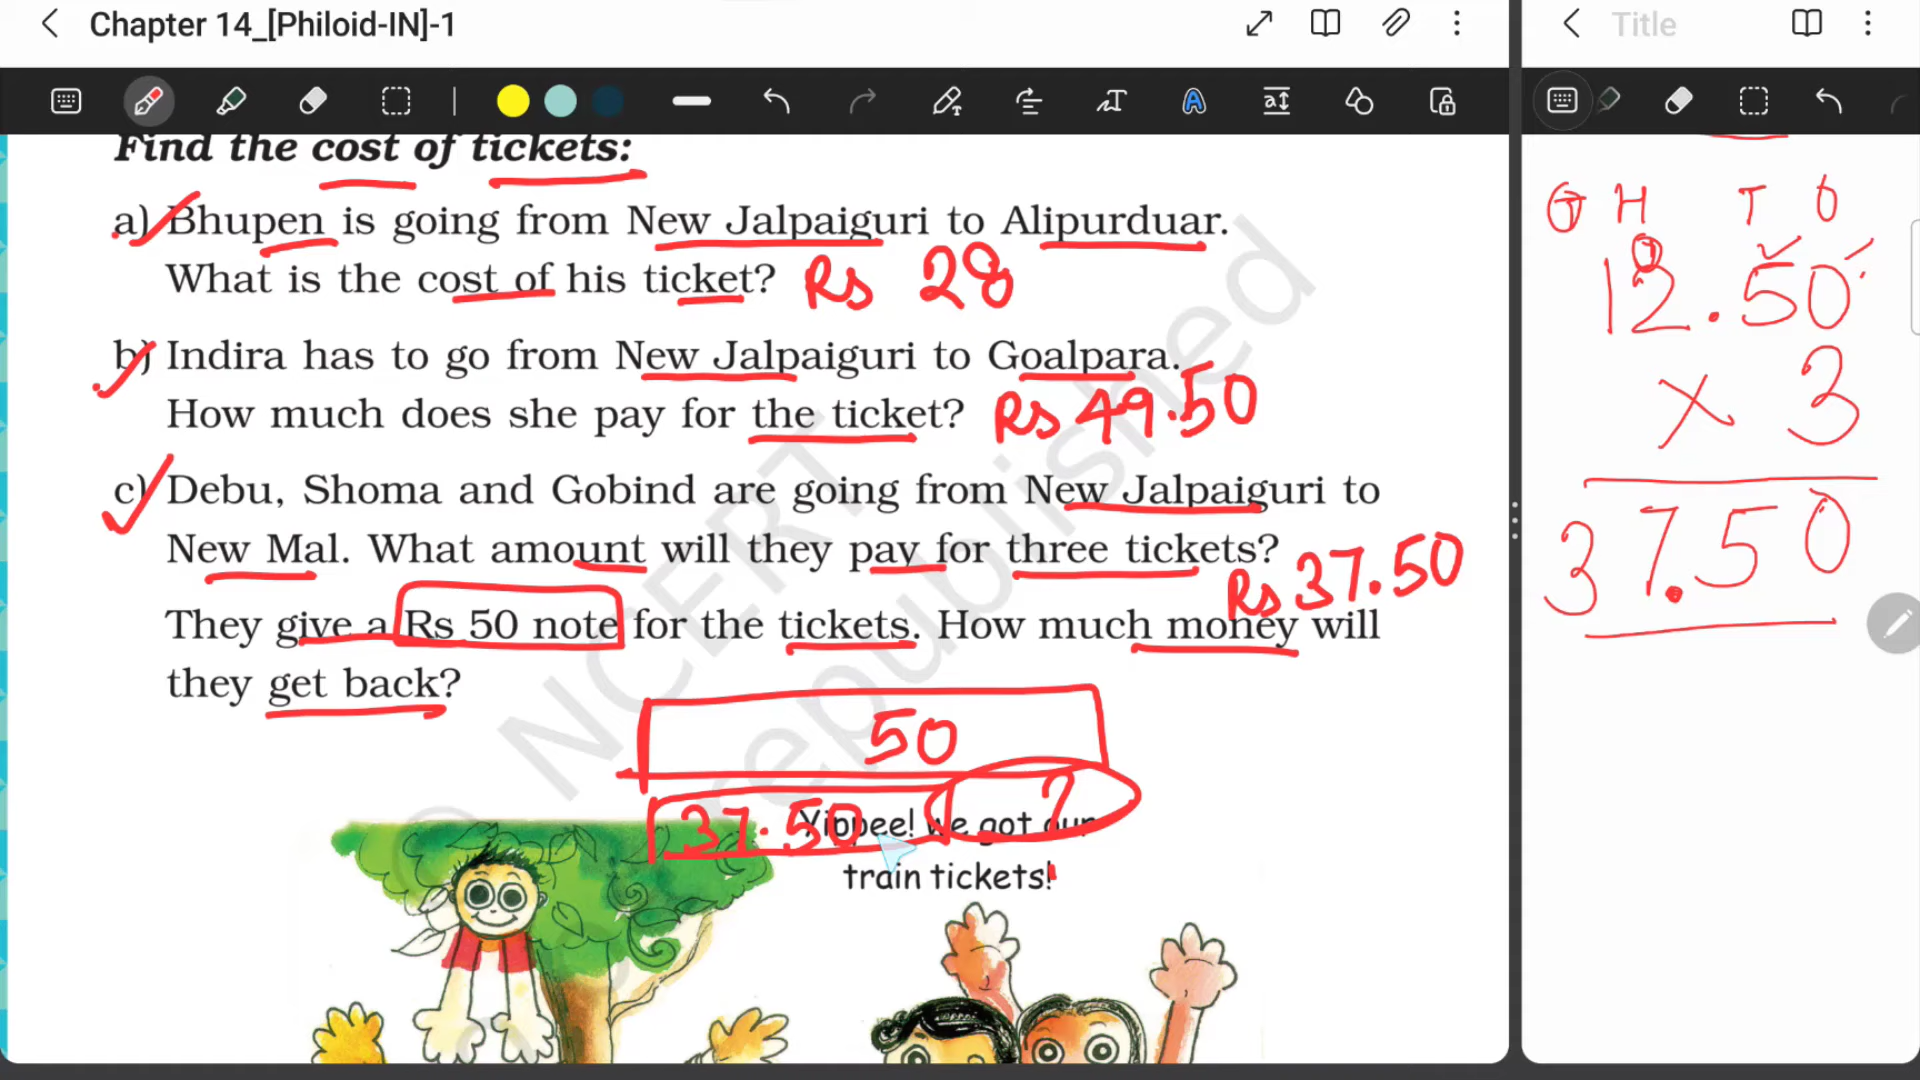 Chapter 14_[Philoid-IN]-1
Title
Find the cost of tickets:
a) Bhupen is going from New Jalpaiguri to Alipurduar.
What is the cost of his ticket? Rs 28
b) Indira has to go from New Jalpaiguri to Goalpara.
How much does she pay for the ticket? Rs 49.50
c) Debu, Shoma and Gobind are going from New Jalpaiguri to
New Mal. What amount will they pay for three tickets?
Rs 37.50
They give a Rs 50 note for the tickets. How much money will
they get back?
50
37.50 ?
Yippee! We got our
train tickets!
H T O
12.50
× 3
37.50
© NCERT
republished